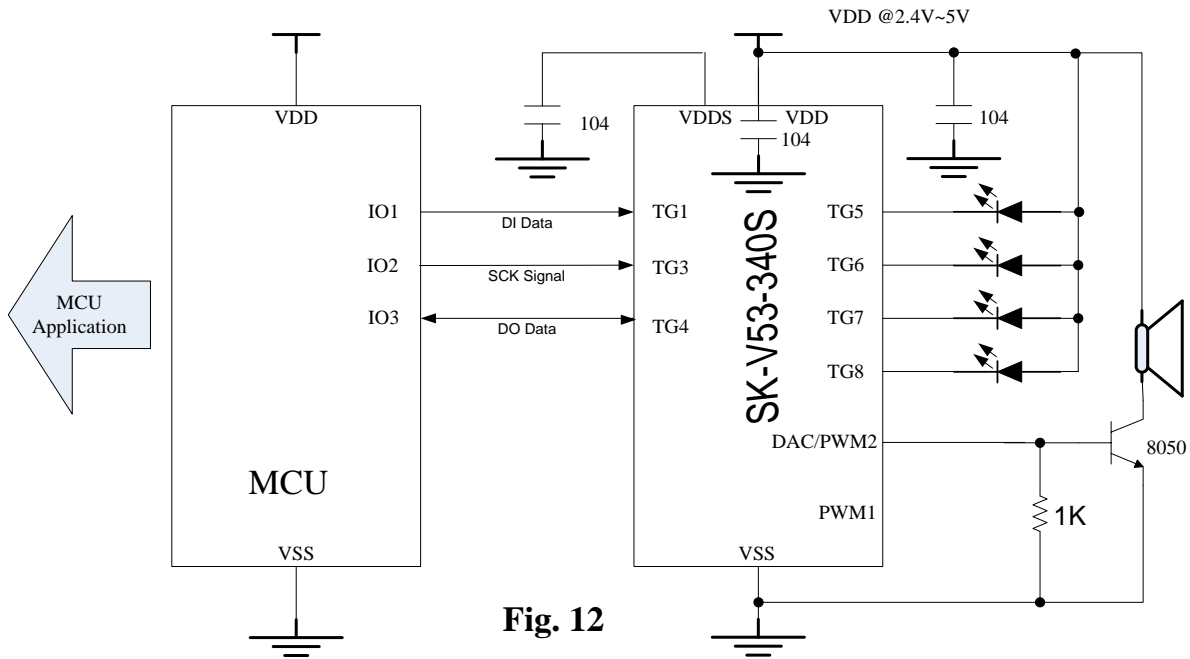 VDD @2.4V~5V
VDD
104
VDDS
VDD
104
104
IO1
DI Data
TG1
TG5
IO2
SCK Signal
TG3
TG6
IO3
DO Data
TG4
TG7
TG8
MCU
Application
SK-V53-340S
DAC/PWM2
8050
MCU
PWM1
1K
VSS
VSS
Fig. 12